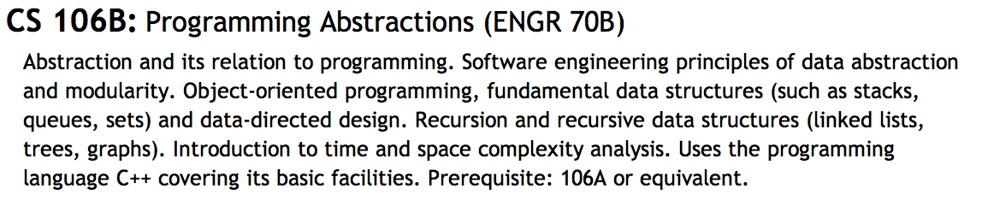 CS 106B: Programming Abstractions (ENGR 70B)
Abstraction and its relation to programming. Software engineering principles of data abstraction
and modularity. Object-oriented programming, fundamental data structures (such as stacks,
queues, sets) and data-directed design. Recursion and recursive data structures (linked lists,
trees, graphs). Introduction to time and space complexity analysis. Uses the programming
language C++ covering its basic facilities. Prerequisite: 106A or equivalent.